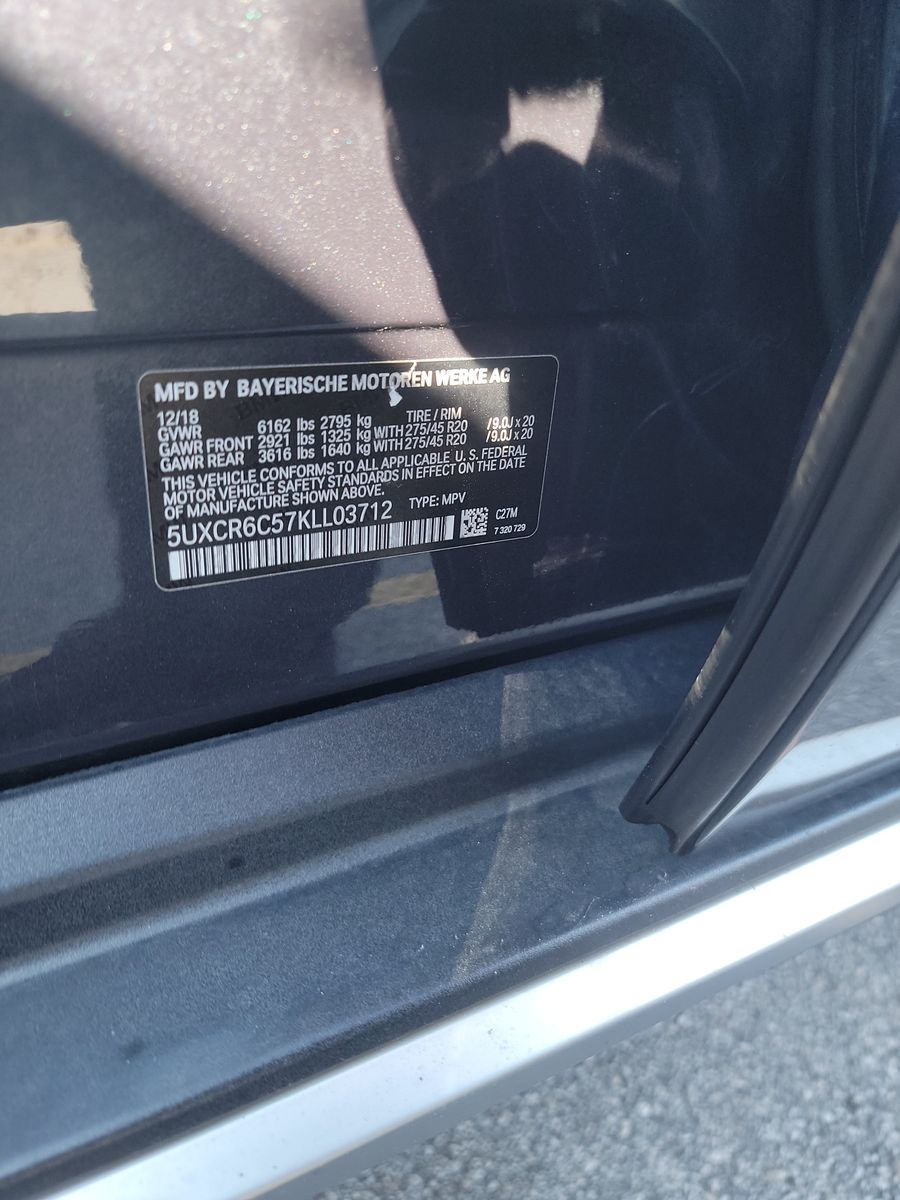 MFD BY BAYERISCHE MOTOREN WERKE AG
12/18 TIRE / RIM
GVWR 6162 lbs 2795 kg
GAWR FRONT 2921 lbs 1325 kg WITH 275/45 R20 / 9.0J x 20
GAWR REAR 3616 lbs 1640 kg WITH 275/45 R20 / 9.0J x 20
THIS VEHICLE CONFORMS TO ALL APPLICABLE U. S. FEDERAL
MOTOR VEHICLE SAFETY STANDARDS IN EFFECT ON THE DATE
OF MANUFACTURE SHOWN ABOVE.
5UXCR6C57KLL03712 TYPE: MPV
C27M
7 320 729